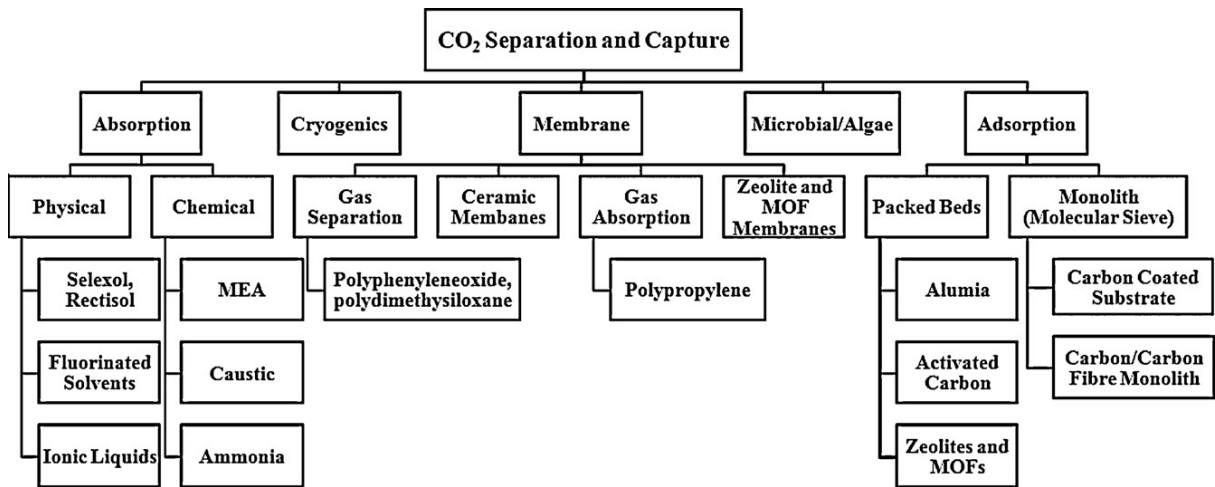 CO₂ Separation and Capture
Absorption
Cryogenics
Membrane
Microbial/Algae
Adsorption
Physical
Chemical
Gas
Separation
Ceramic
Membanes
Gas
Absorption
Zeolite and
MOF
Membranes
Packed Beds
Monolith
(Molecular Sieve)
Selexol,
Rectisol
MEA
Polyphenyleneoxide,
polydimethysiloxane
Polypropylene
Alumia
Carbon Coated
Substrate
Fluorinated
Solvents
Caustic
Activated
Carbon
Carbon/Carbon
Fibre Monolith
Ionic Liquids
Ammonia
Zeolites and
MOFs